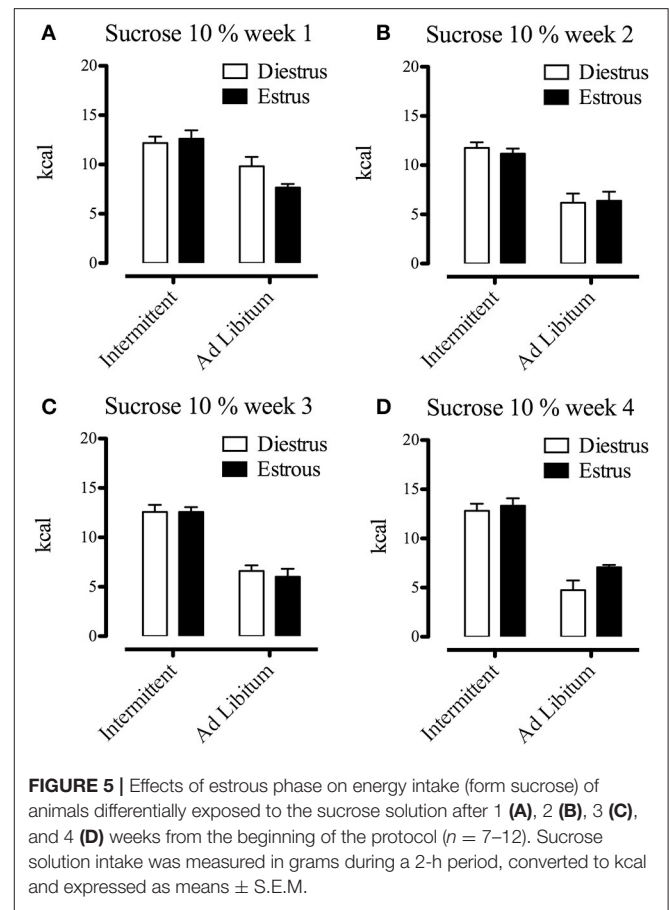 A Sucrose 10 % week 1
Diestrus
Estrus
20
15
10
5
0
kcal
Intermittent
Ad Libitum
B Sucrose 10 % week 2
Diestrus
Estrous
20
15
10
5
0
kcal
Intermittent
Ad Libitum
C Sucrose 10 % week 3
Diestrus
Estrous
20
15
10
5
0
kcal
Intermittent
Ad Libitum
D Sucrose 10 % week 4
Diestrus
Estrus
20
15
10
5
0
kcal
Intermittent
Ad Libitum
FIGURE 5 | Effects of estrous phase on energy intake (form sucrose) of
animals differentially exposed to the sucrose solution after 1 (A), 2 (B), 3 (C),
and 4 (D) weeks from the beginning of the protocol (n = 7–12). Sucrose
solution intake was measured in grams during a 2-h period, converted to kcal
and expressed as means ± S.E.M.